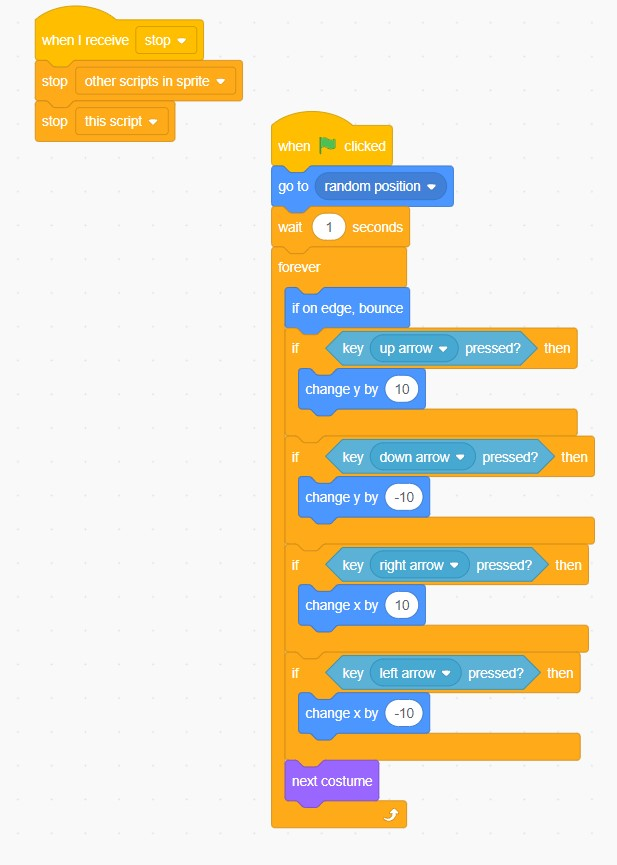 when I receive stop
stop other scripts in sprite
stop this script
when clicked
go to random position
wait 1 seconds
forever
if on edge, bounce
if key up arrow pressed? then
change y by 10
if key down arrow pressed? then
change y by -10
if key right arrow pressed? then
change x by 10
if key left arrow pressed? then
change x by -10
next costume